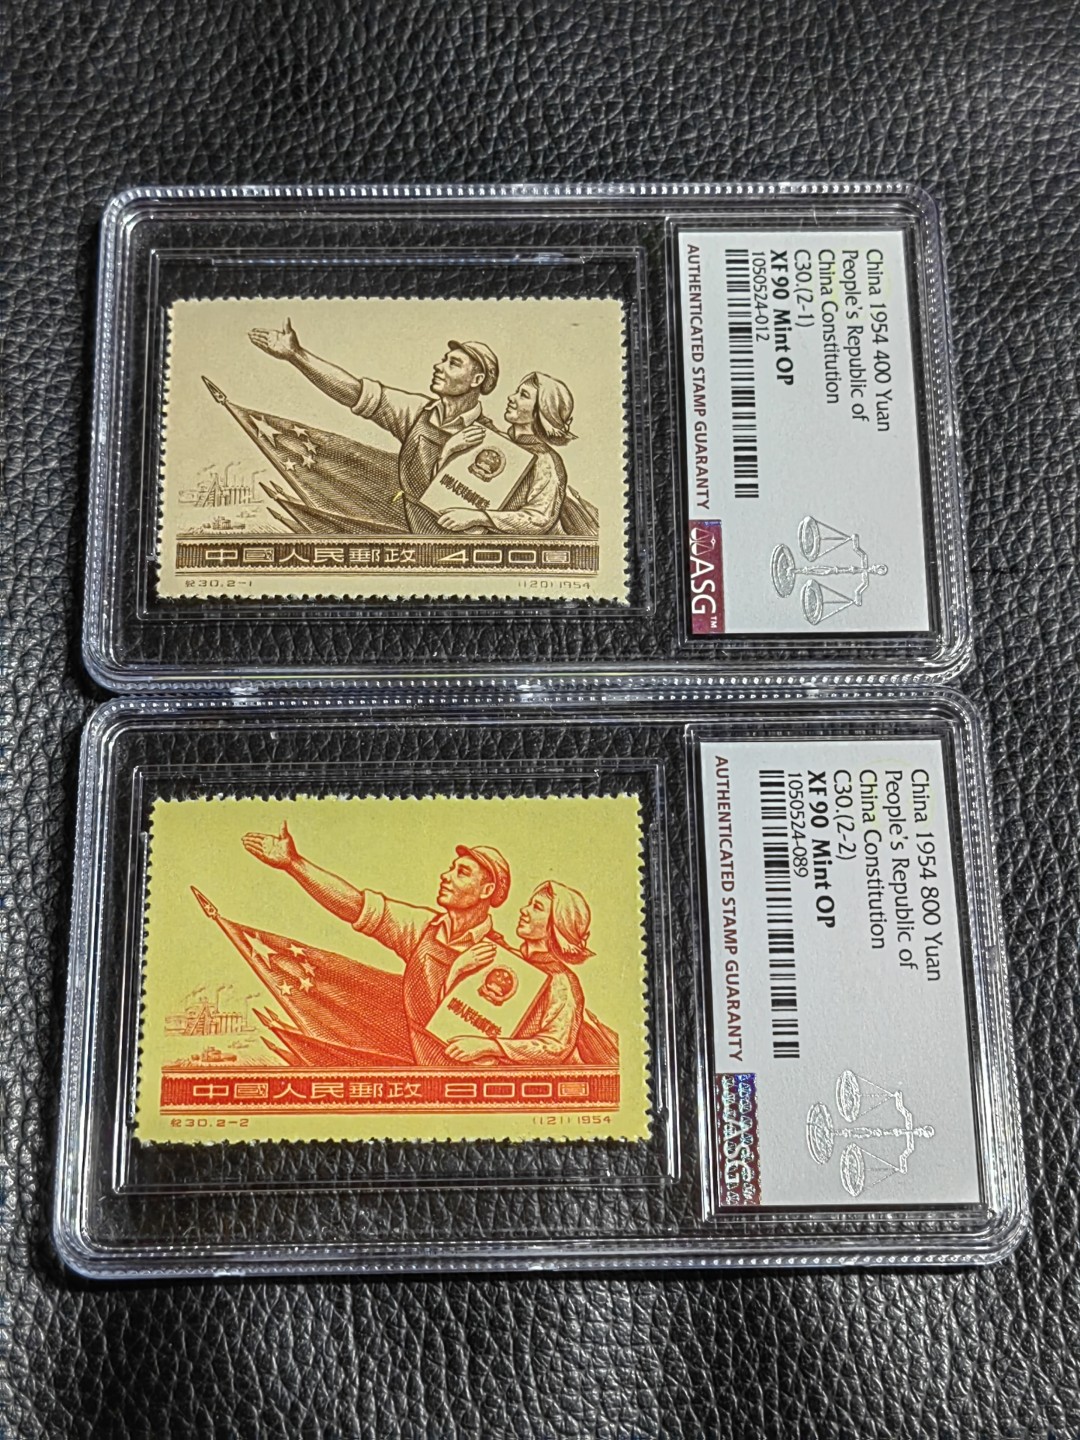 中國人民郵政 400圓
紀30.2-1
(120)1954
China 1954 400 Yuan
People's Republic of
China Constitution
C30.(2-1)
XF 90 Mint OP
1050524-012
AUTHENTICATED STAMP GUARANTY
ASG™
中國人民郵政 800圓
紀30.2-2
(121)1954
China 1954 800 Yuan
People's Republic of
China Constitution
C30.(2-2)
XF 90 Mint OP
1050524-089
AUTHENTICATED STAMP GUARANTY
ASG